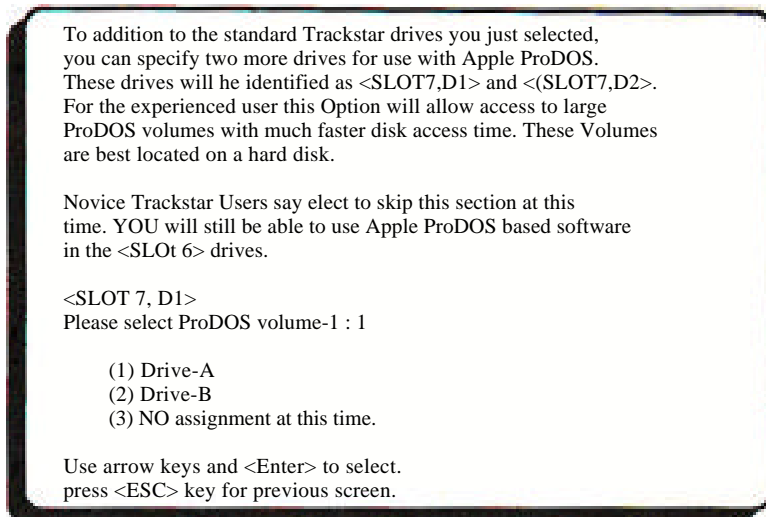 To addition to the standard Trackstar drives you just selected,
you can specify two more drives for use with Apple ProDOS.
These drives will he identified as <SLOT7,D1> and <(SLOT7,D2>.
For the experienced user this Option will allow access to large
ProDOS volumes with much faster disk access time. These Volumes
are best located on a hard disk.
Novice Trackstar Users say elect to skip this section at this
time. YOU will still be able to use Apple ProDOS based software
in the <SLOt 6> drives.
<SLOT 7, D1>
Please select ProDOS volume-1 : 1
(1) Drive-A
(2) Drive-B
(3) NO assignment at this time.
Use arrow keys and <Enter> to select.
press <ESC> key for previous screen.